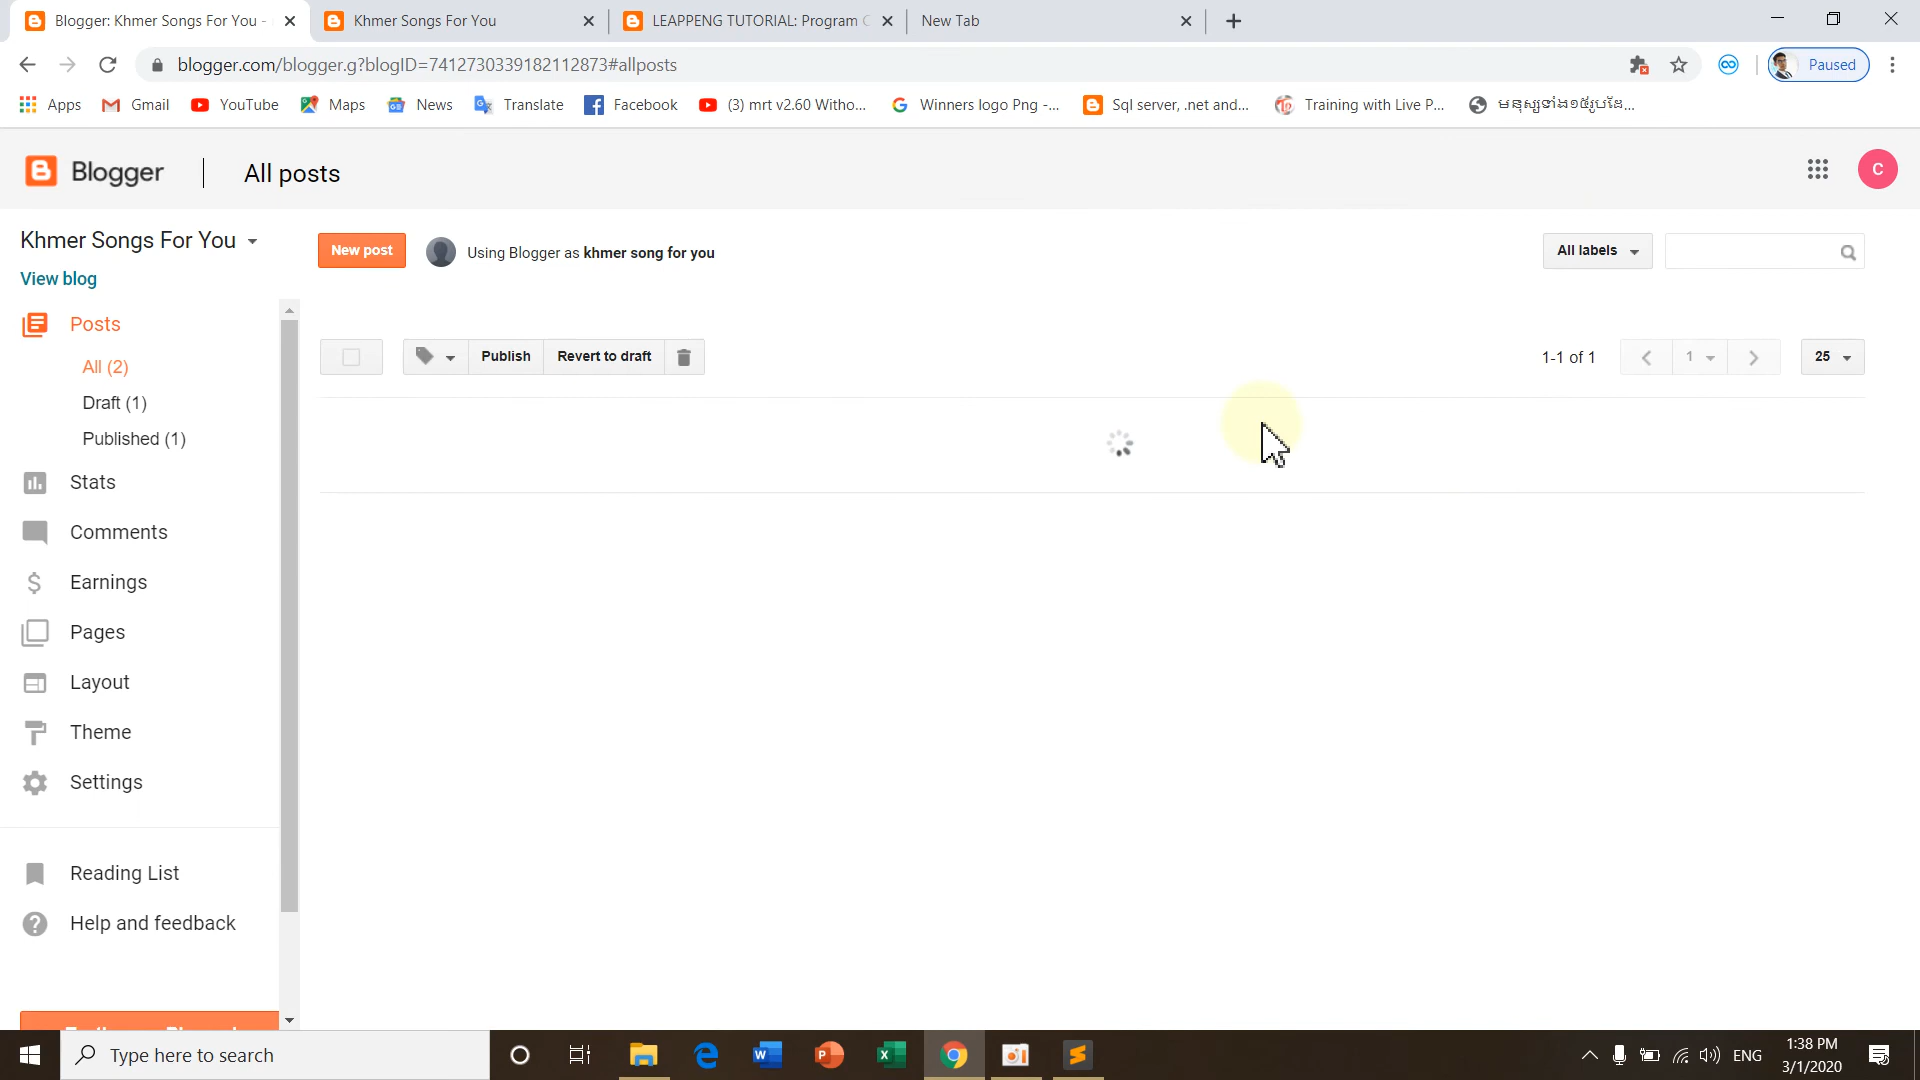 Blogger: Khmer Songs For You -
Khmer Songs For You
LEAPPENG TUTORIAL: Program
New Tab
blogger.com/blogger.g?blogID=7412730339182112873#allposts
Paused
Apps
Gmail
YouTube
Maps
News
Translate
Facebook
(3) mrt v2.60 Witho...
Winners logo Png -...
Sql server, .net and...
Training with Live P...
Blogger
All posts
C
Khmer Songs For You
View blog
New post
Using Blogger as khmer song for you
All labels
Posts
All (2)
Draft (1)
Published (1)
Publish
Revert to draft
1-1 of 1
1
25
Stats
Comments
Earnings
Pages
Layout
Theme
Settings
Reading List
Help and feedback
Type here to search
ENG
1:38 PM
3/1/2020